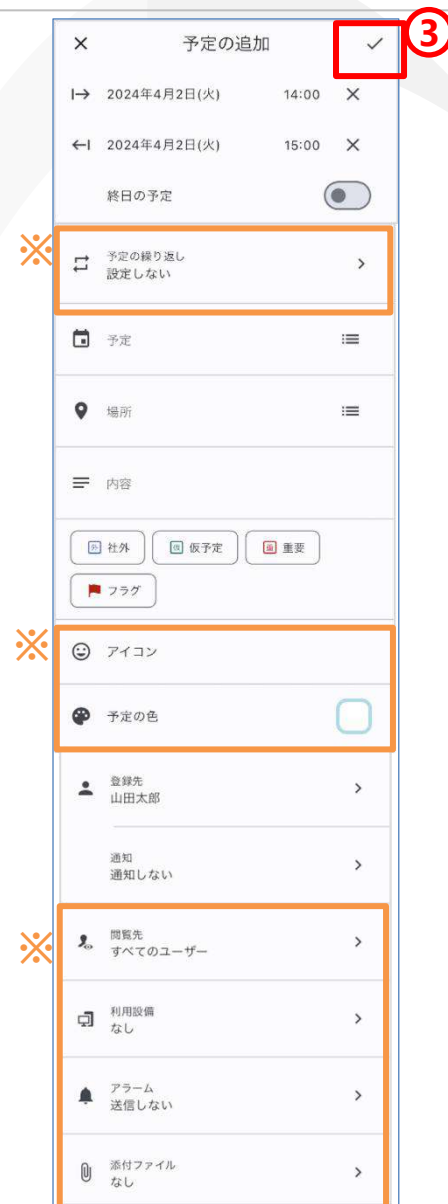 予定の追加
③
2024年4月2日(火) 14:00
2024年4月2日(火) 15:00
終日の予定
※
予定の繰り返し
設定しない
予定
場所
内容
社外 仮 仮予定 重要
フラグ
※
アイコン
予定の色
登録先
山田太郎
通知
通知しない
※
閲覧先
すべてのユーザー
利用設備
なし
アラーム
送信しない
添付ファイル
なし